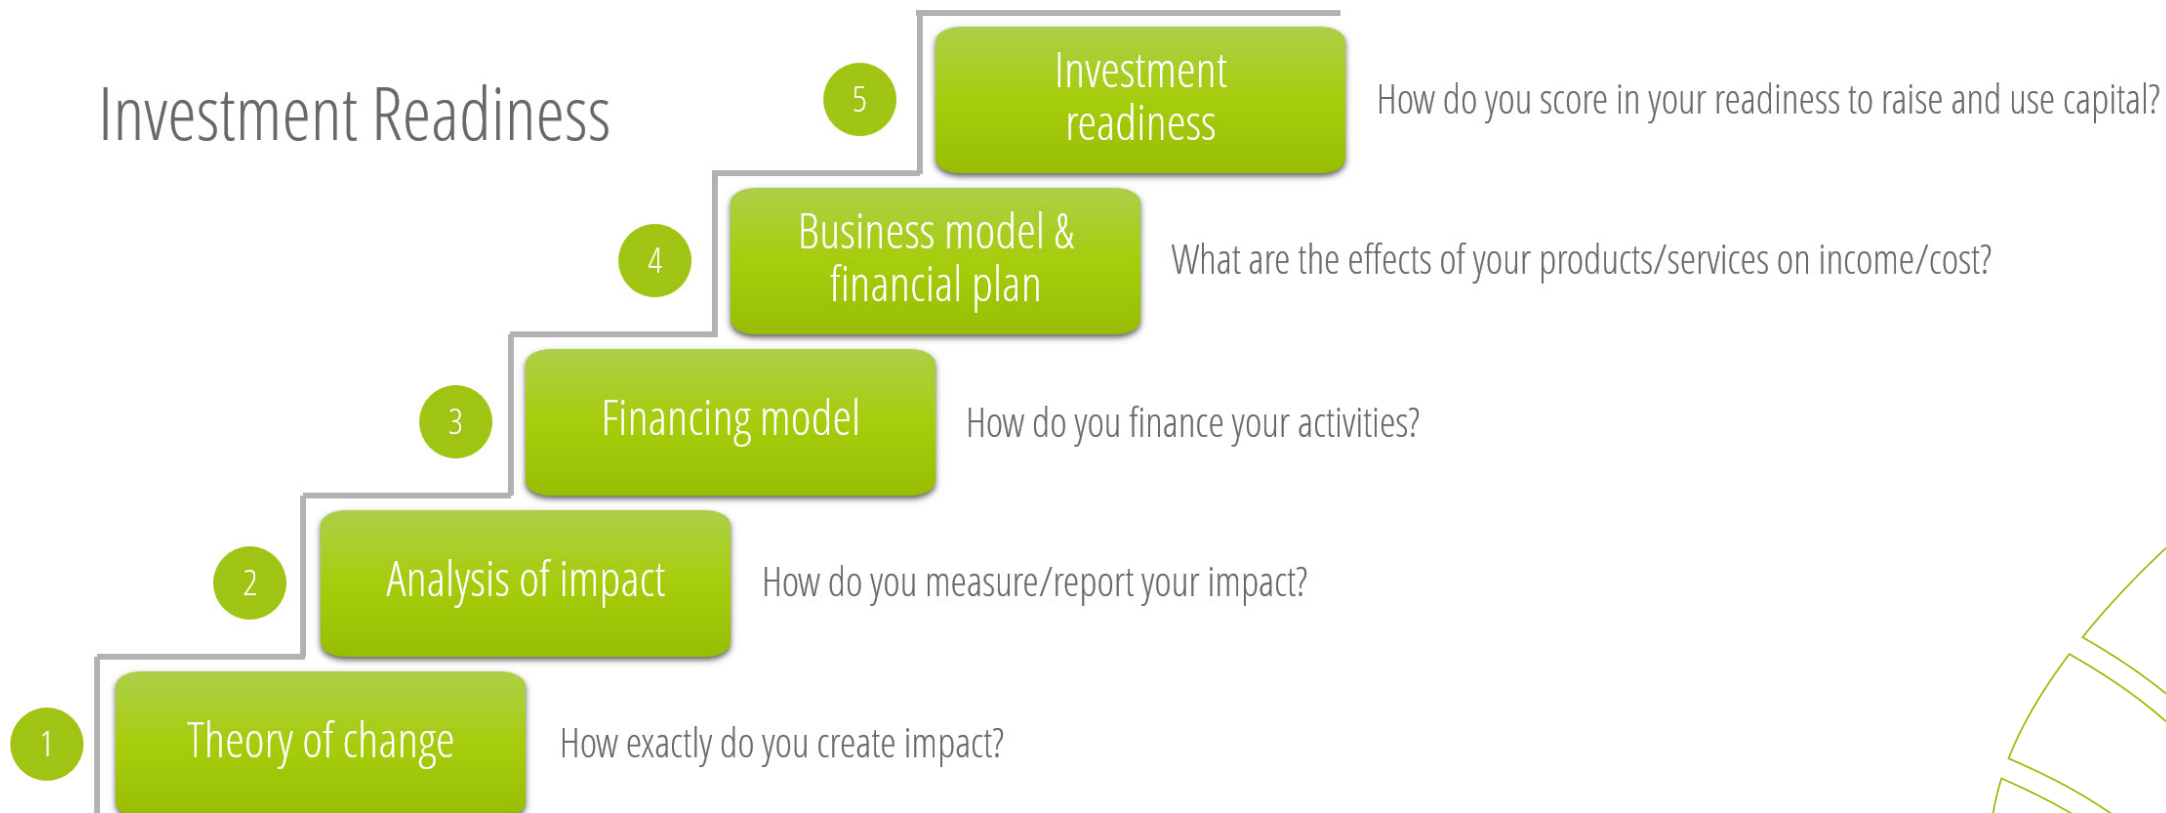 Investment Readiness
5
Investment
readiness
How do you score in your readiness to raise and use capital?
4
Business model &
financial plan
What are the effects of your products/services on income/cost?
3
Financing model
How do you finance your activities?
2
Analysis of impact
How do you measure/report your impact?
1
Theory of change
How exactly do you create impact?